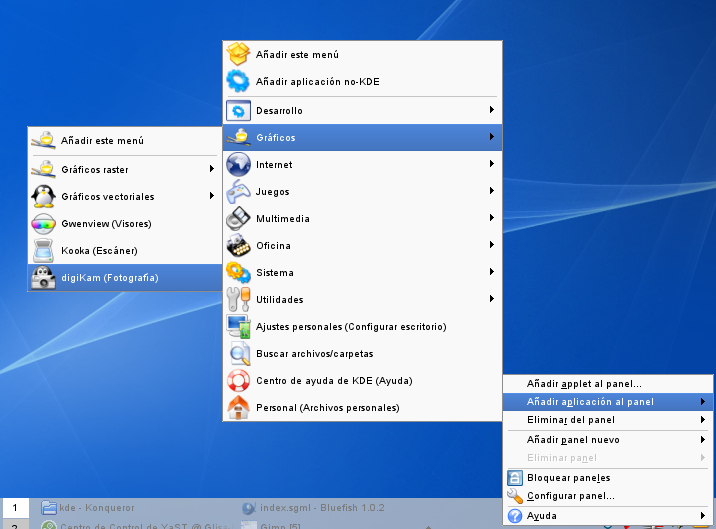 Añadir este menú
Añadir aplicación no-KDE
Desarrollo
Gráficos
Internet
Juegos
Multimedia
Oficina
Sistema
Utilidades
Ajustes personales (Configurar escritorio)
Buscar archivos/carpetas
Centro de ayuda de KDE (Ayuda)
Personal (Archivos personales)
Añadir este menú
Gráficos raster
Gráficos vectoriales
Gwenview (Visores)
Kooka (Escáner)
digiKam (Fotografía)
Añadir applet al panel...
Añadir aplicación al panel
Eliminar del panel
Añadir panel nuevo
Eliminar panel
Bloquear paneles
Configurar panel...
Ayuda
1 kde - Konqueror index.sgml - Bluefish 1.0.2
2 Centro de Control de YaST @ Gimp [5]